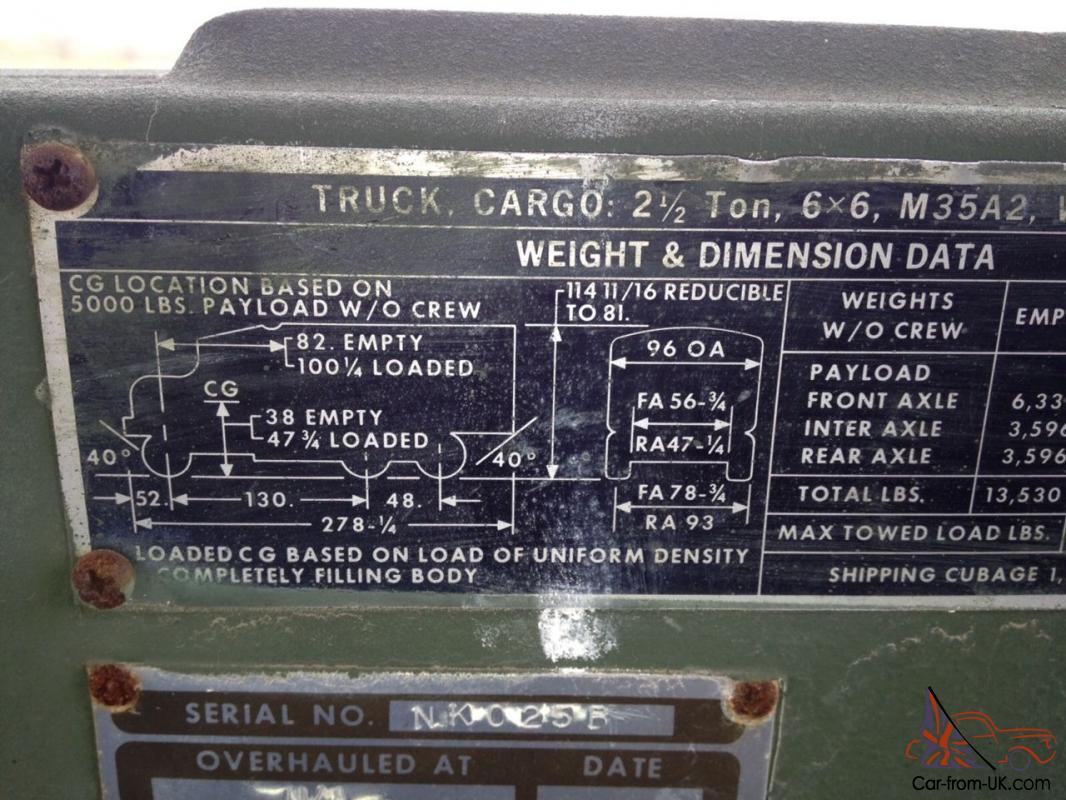 TRUCK, CARGO: 2½ Ton, 6×6, M35A2,
WEIGHT & DIMENSION DATA
CG LOCATION BASED ON
5000 LBS. PAYLOAD W/O CREW
82. EMPTY
100¼ LOADED
CG
38 EMPTY
47¾ LOADED
40°
40°
52.
130.
48.
278-¼
LOADED CG BASED ON LOAD OF UNIFORM DENSITY
COMPLETELY FILLING BODY
114 11/16 REDUCIBLE
TO 81.
96 OA
FA 56-¾
RA 47-¼
FA 78-¾
RA 93
WEIGHTS
W/O CREW
EMP
PAYLOAD
FRONT AXLE 6,33
INTER AXLE 3,596
REAR AXLE 3,596
TOTAL LBS. 13,530
MAX TOWED LOAD LBS.
SHIPPING CUBAGE 1,
SERIAL NO.
OVERHAULED AT DATE
Car-from-UK.com